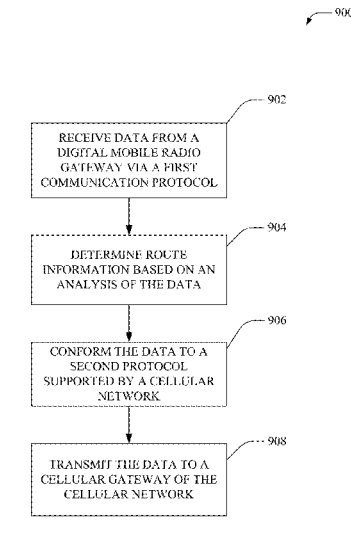 900
902
RECEIVE DATA FROM A
DIGITAL MOBILE RADIO
GATEWAY VIA A FIRST
COMMUNICATION PROTOCOL
904
DETERMINE ROUTE
INFORMATION BASED ON AN
ANALYSIS OF THE DATA
906
CONFORM THE DATA TO A
SECOND PROTOCOL
SUPPORTED BY A CELLULAR
NETWORK
908
TRANSMIT THE DATA TO A
CELLULAR GATEWAY OF THE
CELLULAR NETWORK